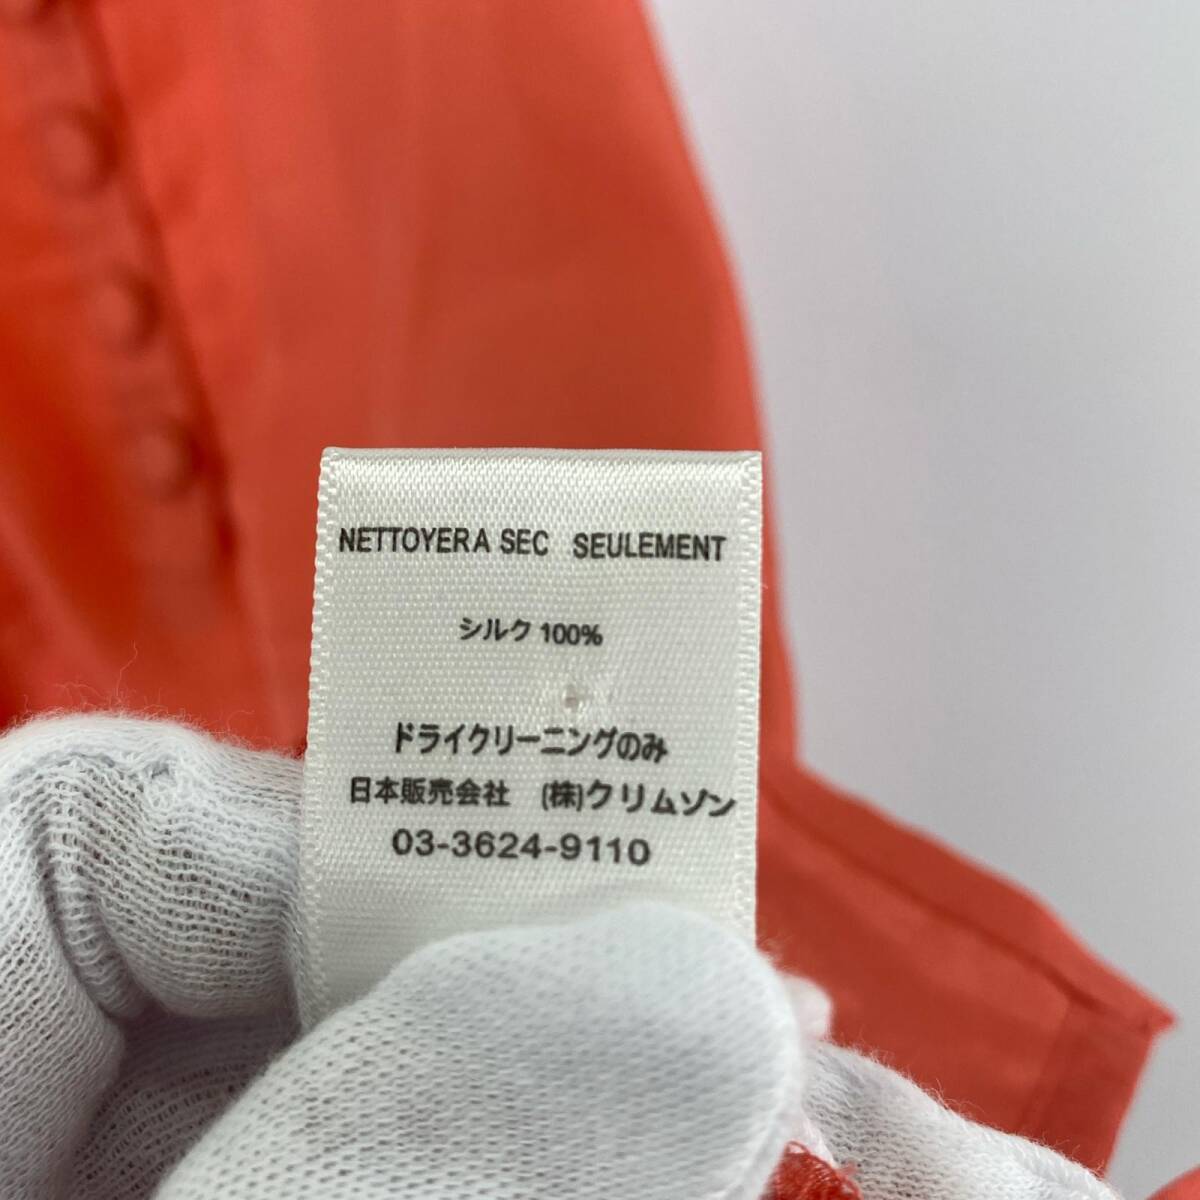 NETTOYERA SEC SEULEMENT
シルク 100%
ドライクリーニングのみ
日本販売会社 (株)クリムゾン
03-3624-9110